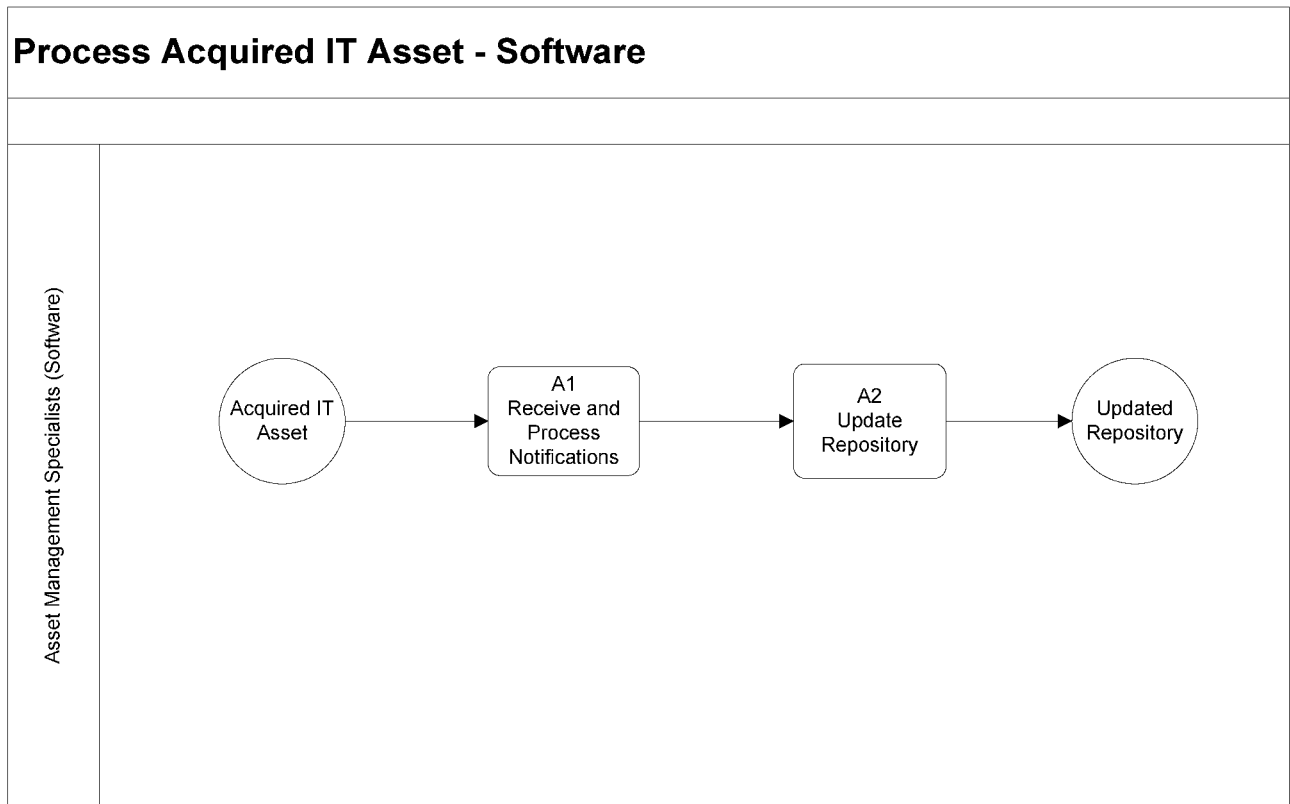 Process Acquired IT Asset - Software
Asset Management Specialists (Software)
Acquired IT
Asset
A1
Receive and
Process
Notifications
A2
Update
Repository
Updated
Repository